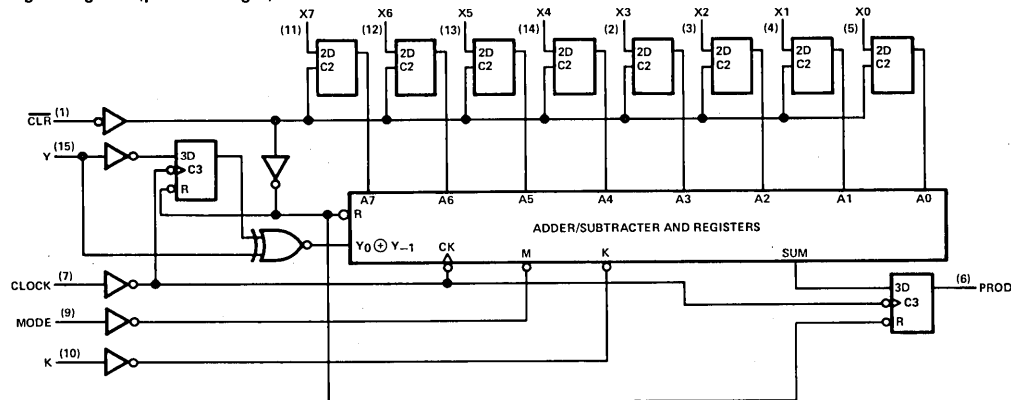 X7 X6 X5 X4 X3 X2 X1 X0
(11) (12) (13) (14) (2) (3) (4) (5)
2D 2D 2D 2D 2D 2D 2D 2D
C2 C2 C2 C2 C2 C2 C2 C2
CLR (1)
Y (15)
3D
C3
R
A7 A6 A5 A4 A3 A2 A1 A0
R
ADDER/SUBTRACTER AND REGISTERS
Y0 ⊕ Y−1 CK M K SUM
CLOCK (7)
3D (6) PROD
C3
R
MODE (9)
K (10)